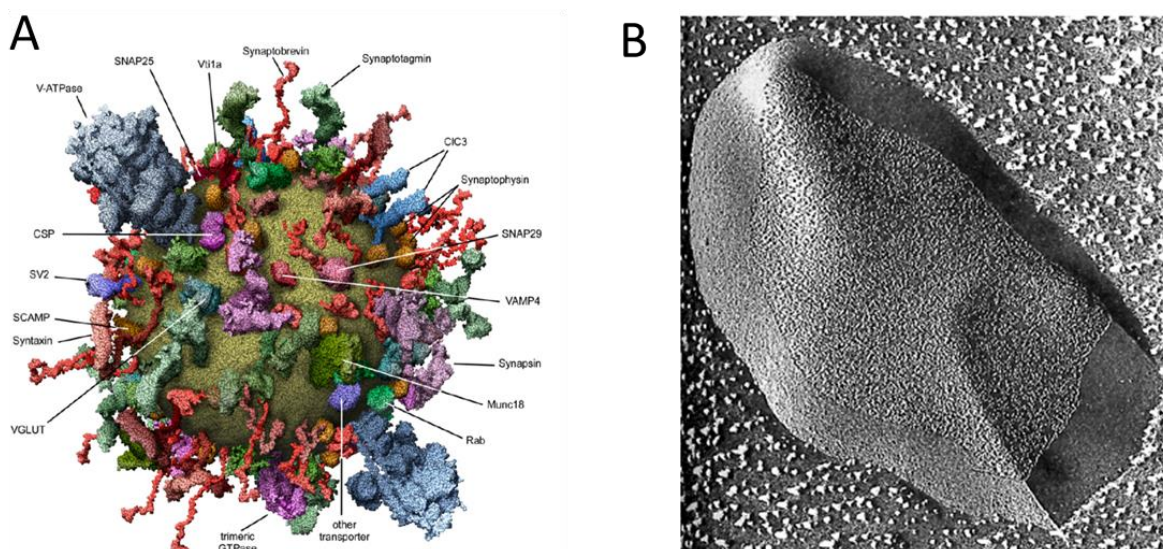 A
B
Synaptobrevin
SNAP25
Vti1a
Synaptotagmin
V-ATPase
ClC3
Synaptophysin
CSP
SNAP29
SV2
VAMP4
SCAMP
Syntaxin
Synapsin
Munc18
VGLUT
Rab
trimeric
GTPase
other
transporter